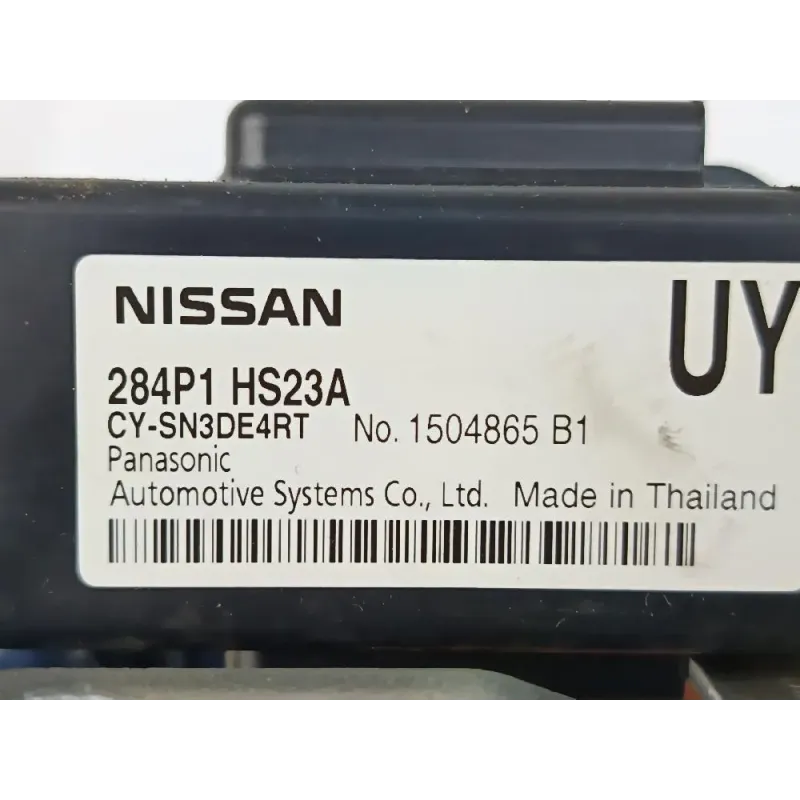 NISSAN
UY
284P1 HS23A
CY-SN3DE4RT No. 1504865 B1
Panasonic
Automotive Systems Co., Ltd. Made in Thailand